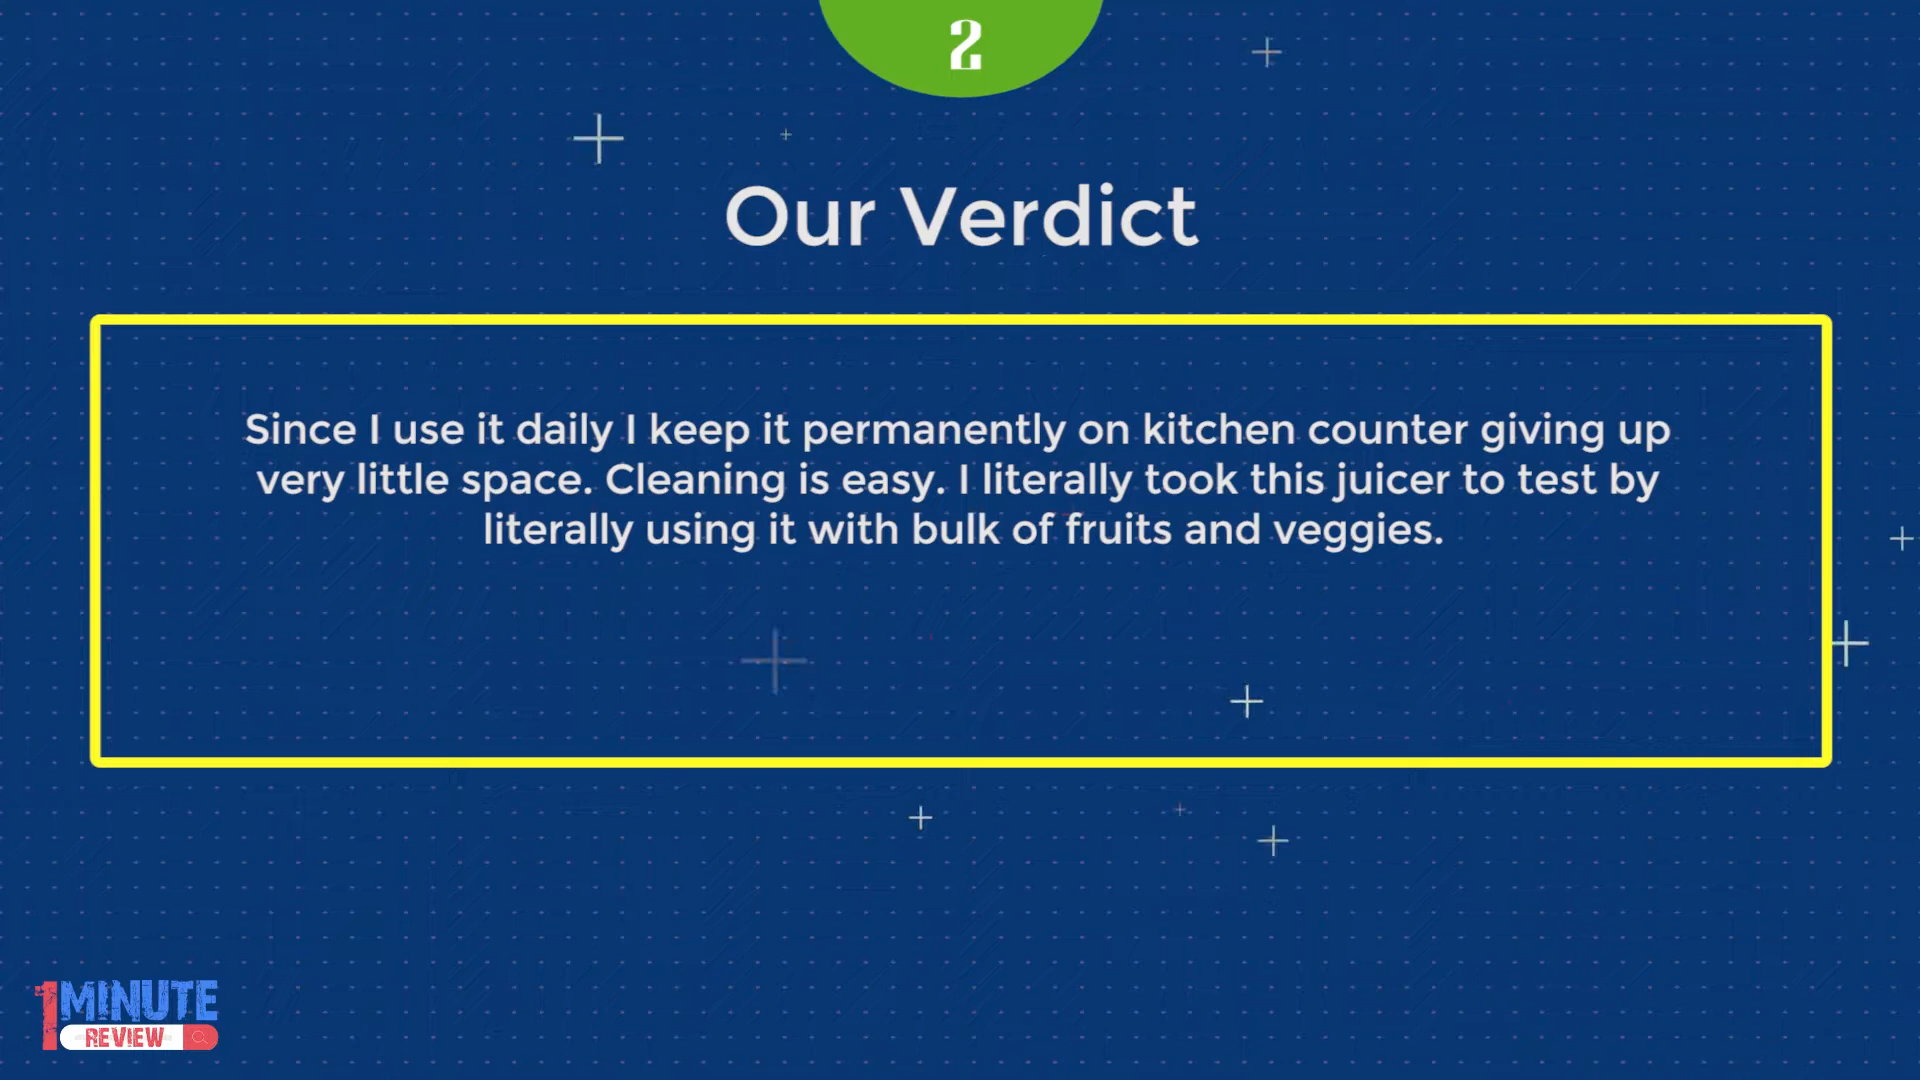 2
Our Verdict
Since I use it daily I keep it permanently on kitchen counter giving up
very little space. Cleaning is easy. I literally took this juicer to test by
literally using it with bulk of fruits and veggies.
1 MINUTE
REVIEW